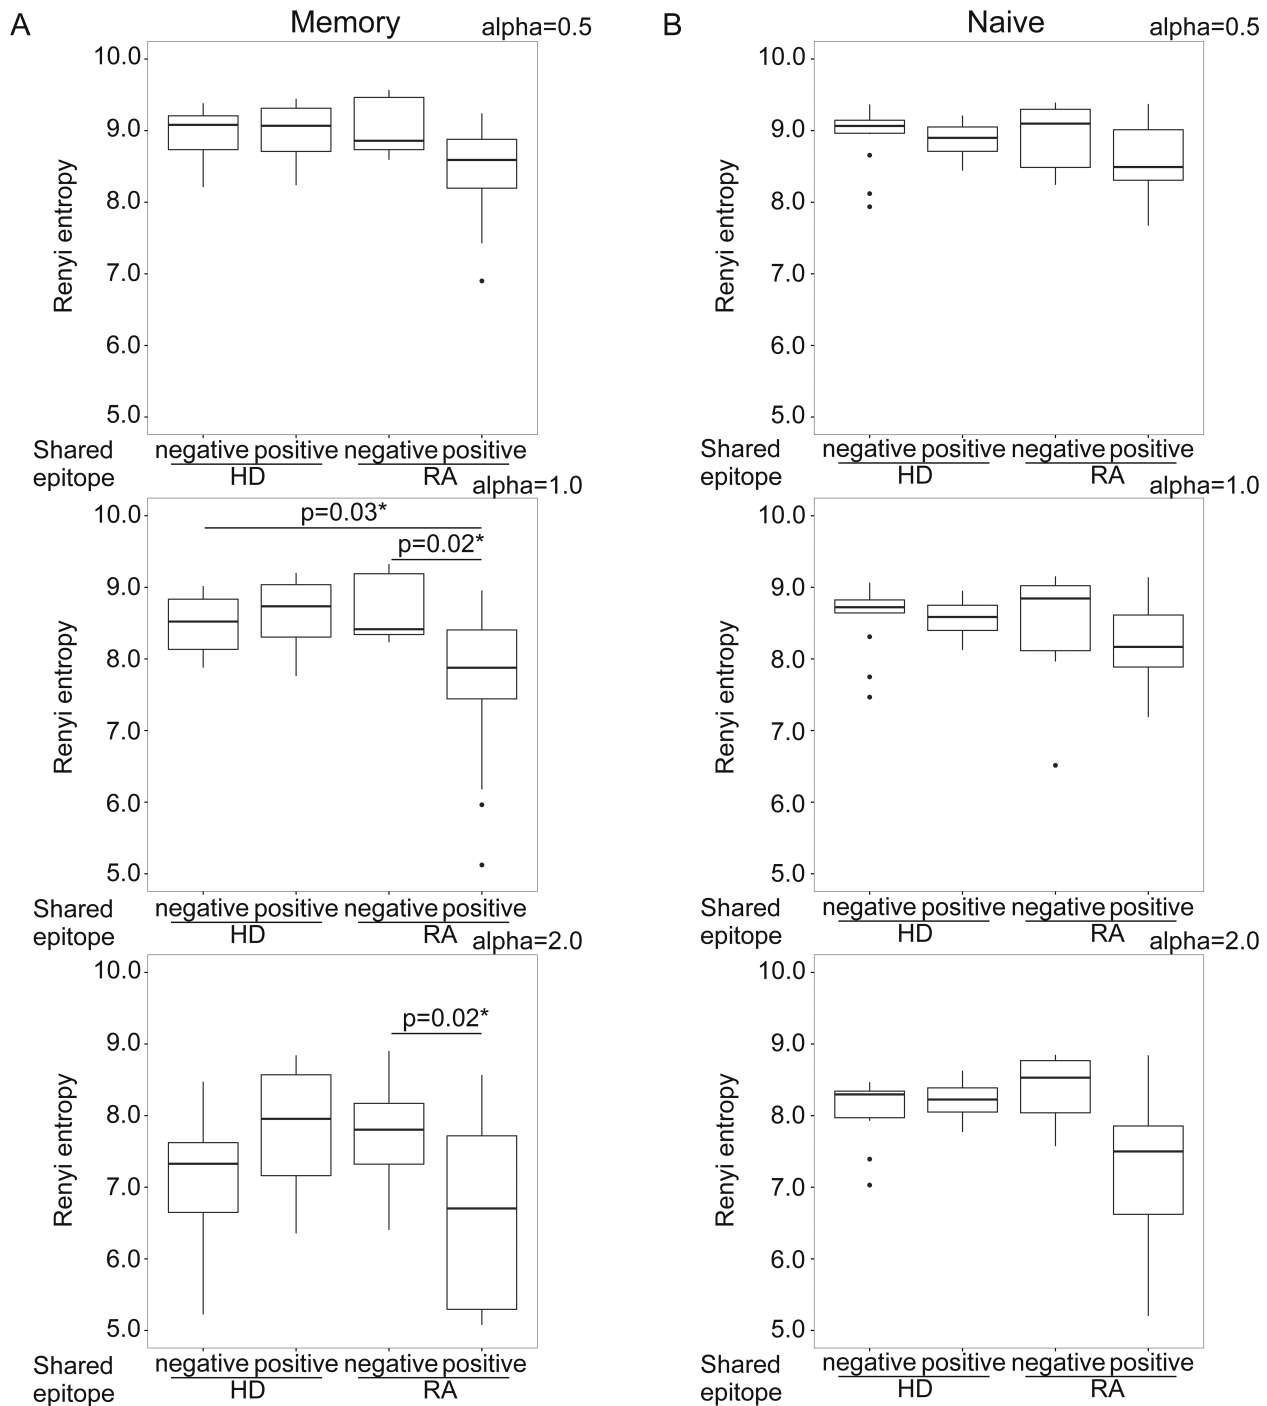 A
Memory
alpha=0.5
10.0
9.0
8.0
7.0
6.0
5.0
Renyi entropy
Shared epitope
negative positive negative positive
HD
RA
alpha=1.0
10.0
9.0
8.0
7.0
6.0
5.0
Renyi entropy
p=0.03*
p=0.02*
Shared epitope
negative positive negative positive
HD
RA
alpha=2.0
10.0
9.0
8.0
7.0
6.0
5.0
Renyi entropy
p=0.02*
Shared epitope
negative positive negative positive
HD
RA
B
Naive
alpha=0.5
10.0
9.0
8.0
7.0
6.0
5.0
Renyi entropy
Shared epitope
negative positive negative positive
HD
RA
alpha=1.0
10.0
9.0
8.0
7.0
6.0
5.0
Renyi entropy
Shared epitope
negative positive negative positive
HD
RA
alpha=2.0
10.0
9.0
8.0
7.0
6.0
5.0
Renyi entropy
Shared epitope
negative positive negative positive
HD
RA